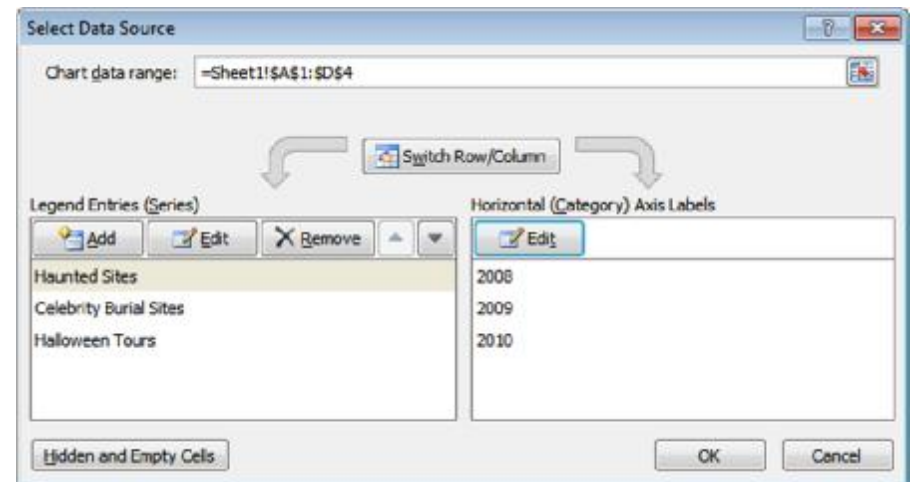 Select Data Source
Chart data range: =Sheet1!$A$1:$D$4
Switch Row/Column
Legend Entries (Series)
Horizontal (Category) Axis Labels
Add Edit Remove
Edit
Haunted Sites
Celebrity Burial Sites
Halloween Tours
2008
2009
2010
Hidden and Empty Cells
OK Cancel